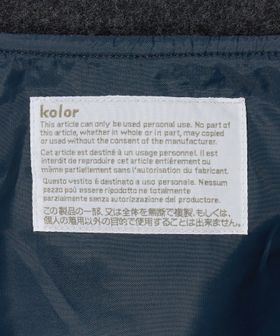 kolor
This article can only be used personal use. No part of
this article, whether in whole or in part, may copied
or used without the consent of the manufacturer.
Cet article est destiné à un usage personnel. Il est
interdit de reproduire cet article entièrement ou
même partiellement sans l'autorisation du fabricant.
Questo vestito è destinato a uso personale. Nessun
pezzo può essere riprodotto ne totalmente ne
parzialmente senza autorizzazione del productore.
この製品の一部、又は全体を無断で複製、もしくは、
個人の着用以外の目的で使用することはできません。